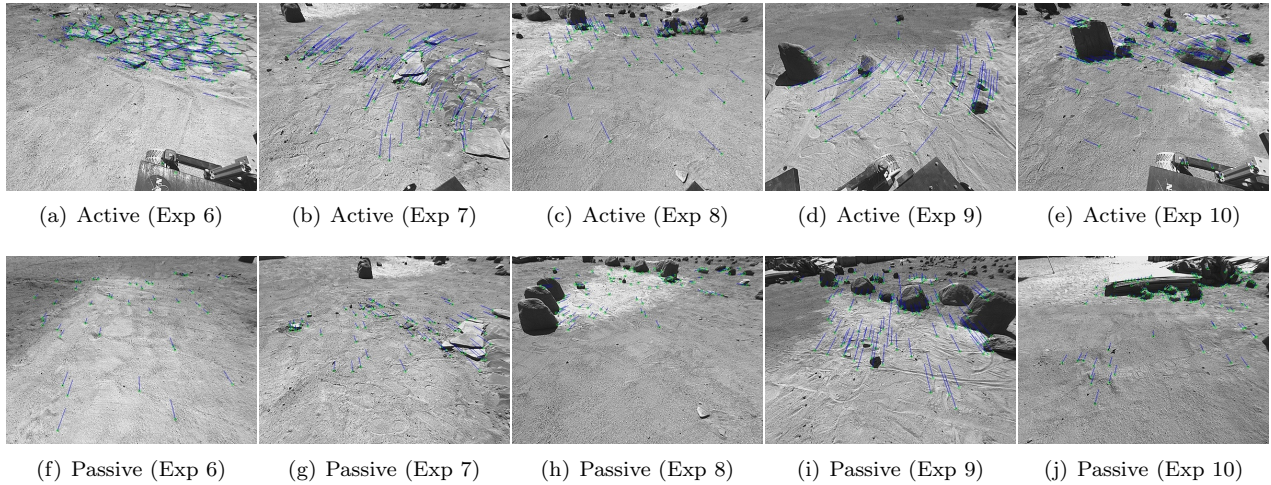 (a) Active (Exp 6)
(b) Active (Exp 7)
(c) Active (Exp 8)
(d) Active (Exp 9)
(e) Active (Exp 10)
(f) Passive (Exp 6)
(g) Passive (Exp 7)
(h) Passive (Exp 8)
(i) Passive (Exp 9)
(j) Passive (Exp 10)